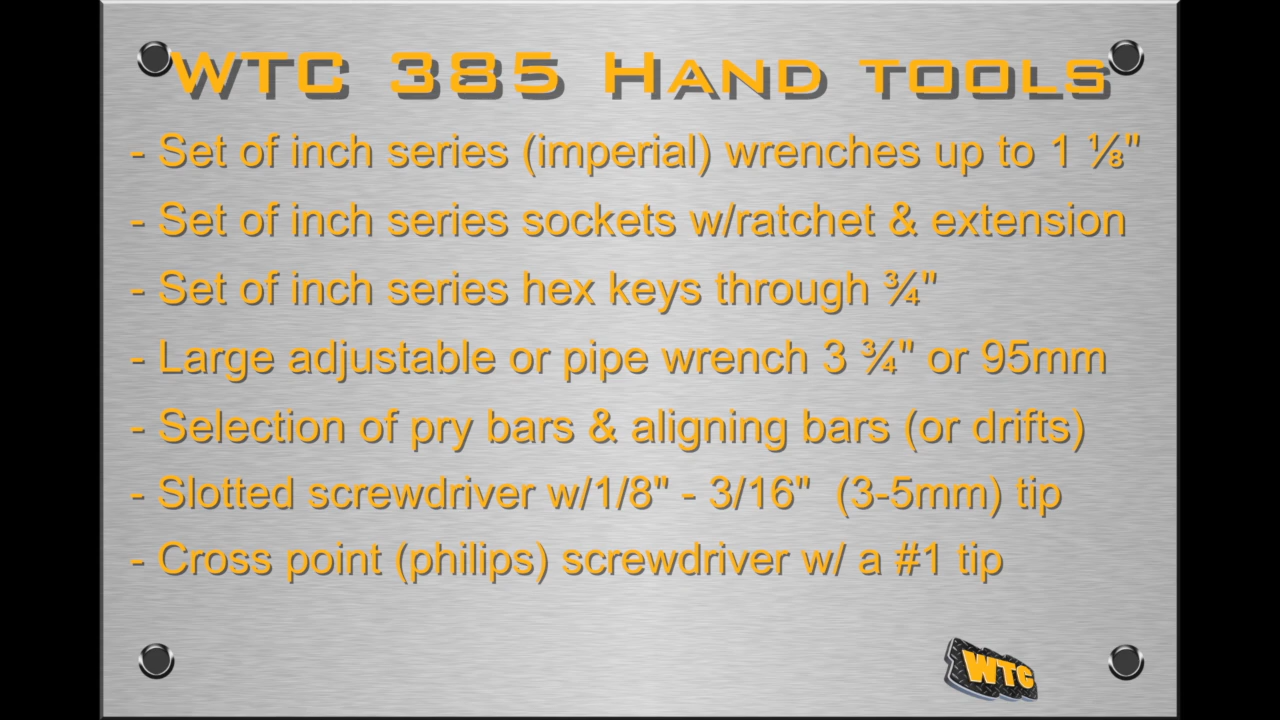 WTC 385 Hand tools
- Set of inch series (imperial) wrenches up to 1 ⅛"
- Set of inch series sockets w/ratchet & extension
- Set of inch series hex keys through ¾"
- Large adjustable or pipe wrench 3 ¾" or 95mm
- Selection of pry bars & aligning bars (or drifts)
- Slotted screwdriver w/1/8" - 3/16"  (3-5mm) tip
- Cross point (philips) screwdriver w/ a #1 tip
WTC